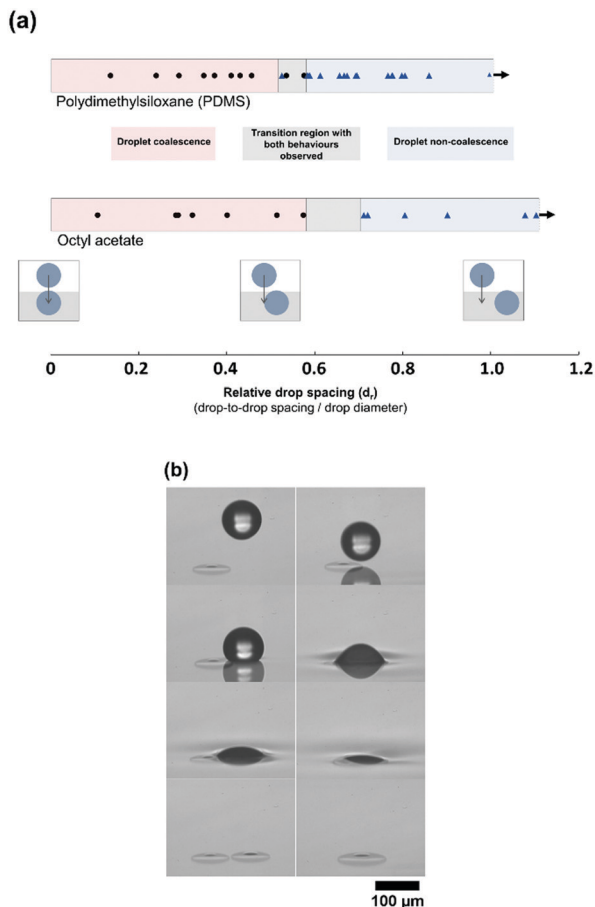 (a)
Polydimethylsiloxane (PDMS)
Droplet coalescence
Transition region with
both behaviours
observed
Droplet non-coalescence
Octyl acetate
0 0.2 0.4 0.6 0.8 1.0 1.2
Relative drop spacing (dr)
(drop-to-drop spacing / drop diameter)
(b)
100 µm